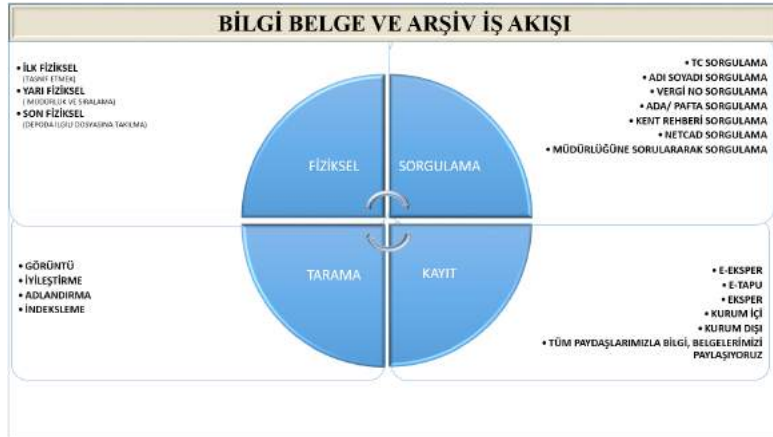 BİLGİ BELGE VE ARŞİV İŞ AKIŞI
• İLK FİZİKSEL
(TASNİF ETMEK)
• YARI FİZİKSEL
( MÜDÜRLÜK VE SIRALAMA)
• SON FİZİKSEL
(DEPODA İLGİLİ DOSYASINA TAKILMA)
• TC SORGULAMA
• ADI SOYADI SORGULAMA
• VERGİ NO SORGULAMA
• ADA/ PAFTA SORGULAMA
• KENT REHBERİ SORGULAMA
• NETCAD SORGULAMA
• MÜDÜRLÜĞÜNE SORULARARAK SORGULAMA
FİZİKSEL
SORGULAMA
TARAMA
KAYIT
• GÖRÜNTÜ
• İYİLEŞTİRME
• ADLANDIRMA
• İNDEKSLEME
• E-EKSPER
• E-TAPU
• EKSPER
• KURUM İÇİ
• KURUM DIŞI
• TÜM PAYDAŞLARIMIZLA BİLGİ, BELGELERİMİZİ
PAYLAŞIYORUZ